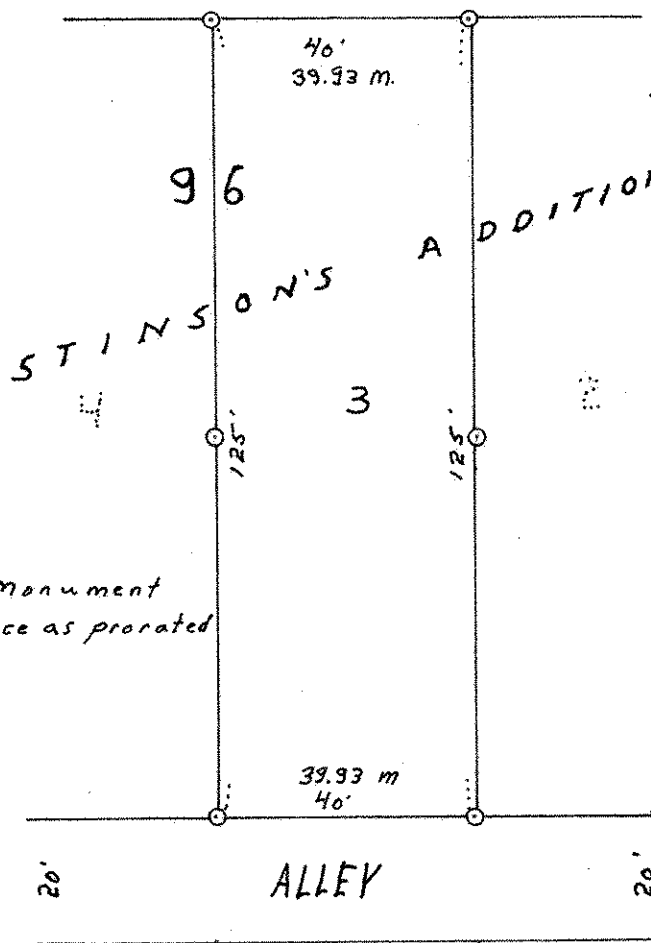 40'
39.93 m.
96
STINSON'S ADDITION
4
3
2
125'
125'
Monument
ce as prorated
39.93 m
40'
20'
ALLEY
20'